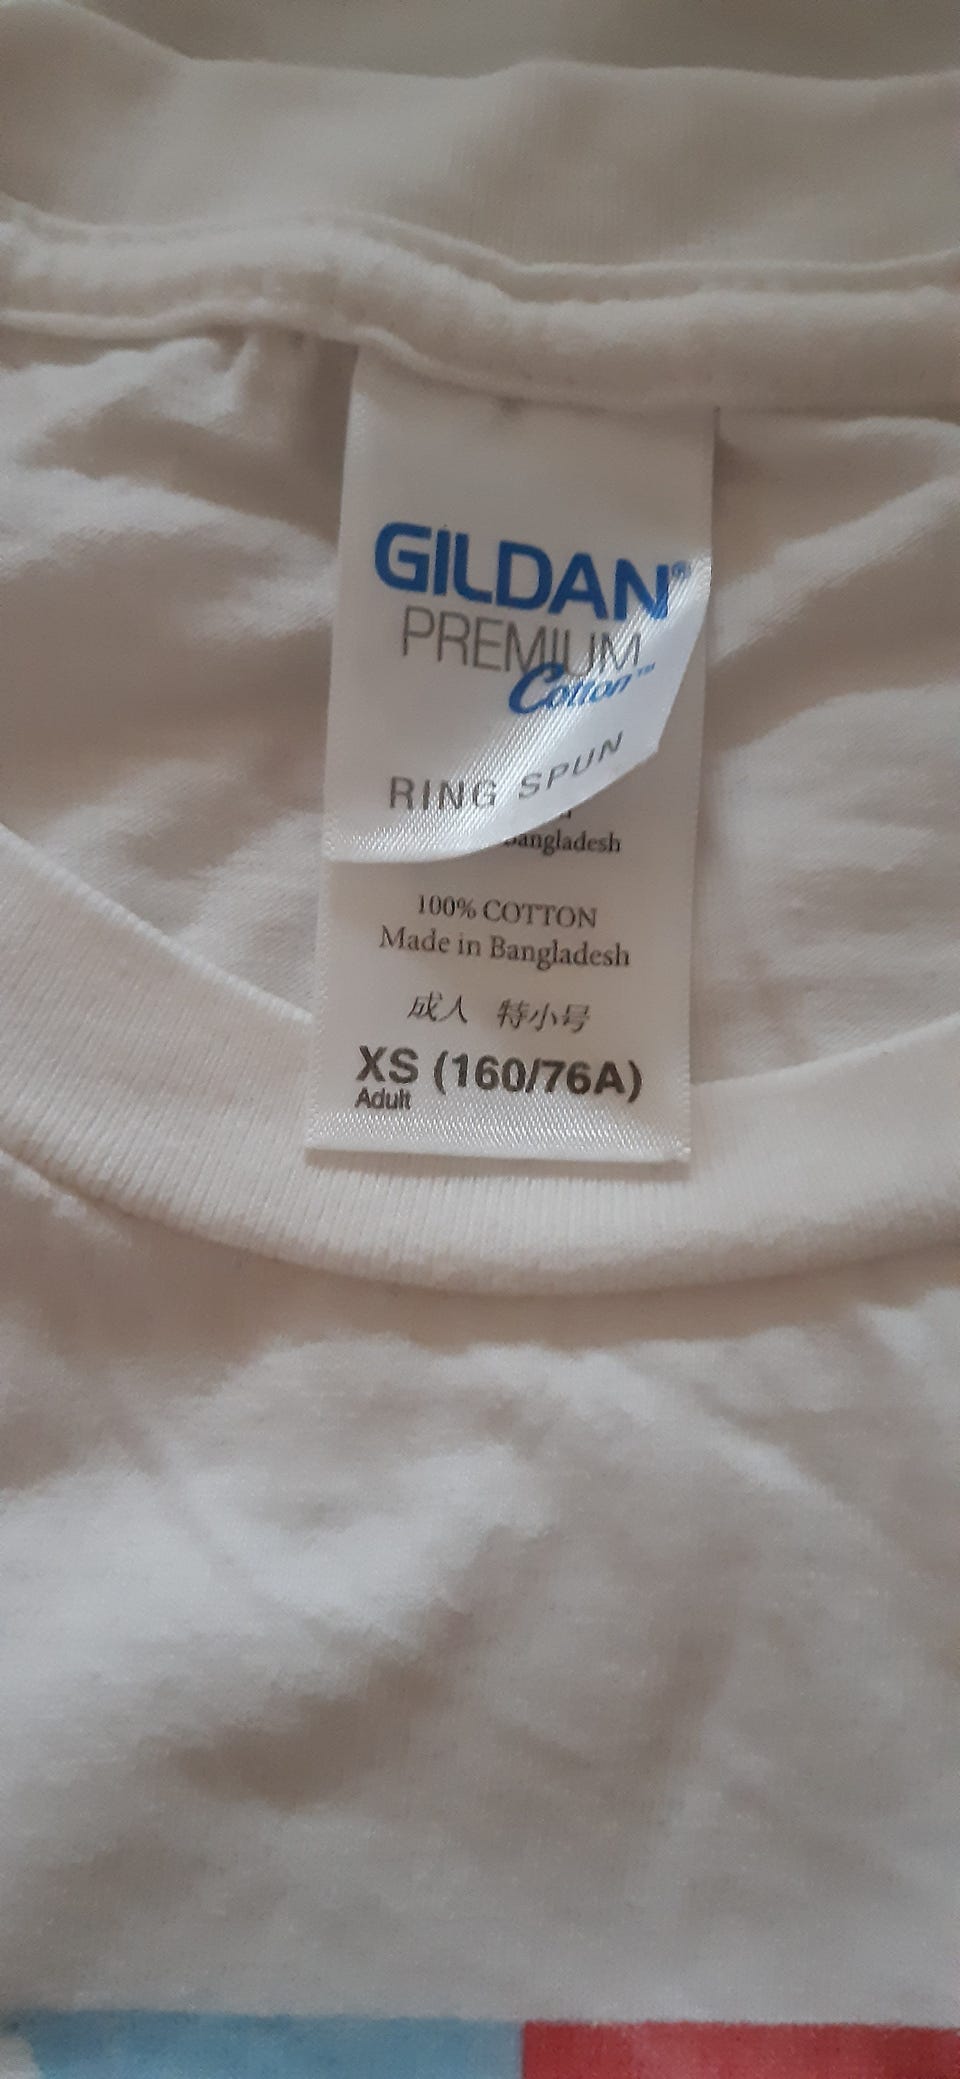 GILDAN®
PREMIUM
Cotton™
RING SPUN
Bangladesh
100% COTTON
Made in Bangladesh
成人 特小号
XS (160/76A)
Adult